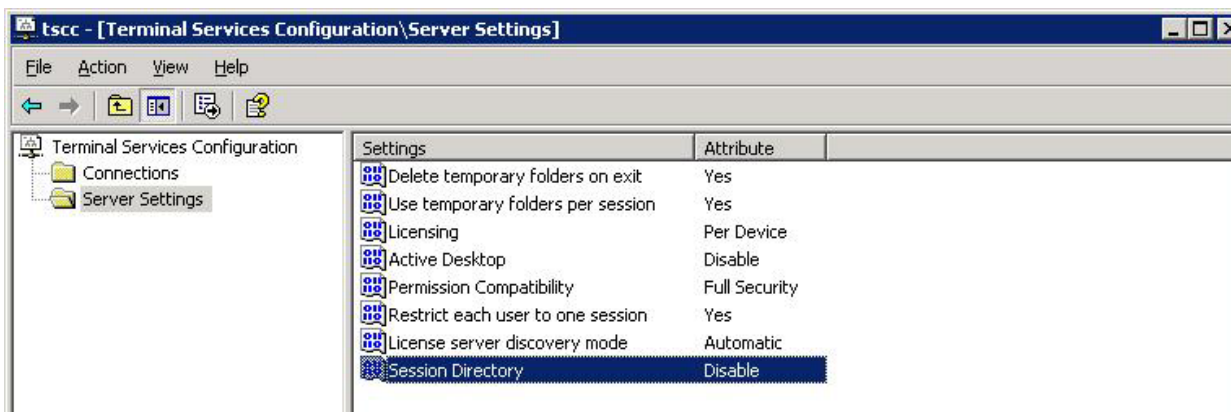 tscc - [Terminal Services Configuration\Server Settings]
File Action View Help
Terminal Services Configuration
Connections
Server Settings
Settings Attribute
Delete temporary folders on exit Yes
Use temporary folders per session Yes
Licensing Per Device
Active Desktop Disable
Permission Compatibility Full Security
Restrict each user to one session Yes
License server discovery mode Automatic
Session Directory Disable